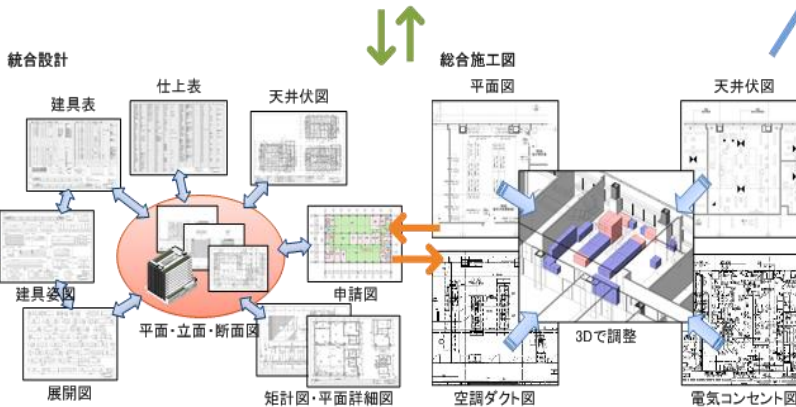 統合設計
仕上表
建具表
天井伏図
建具姿図
申請図
平面・立面・断面図
展開図
矩計図・平面詳細図
総合施工図
平面図
天井伏図
3Dで調整
空調ダクト図
電気コンセント図